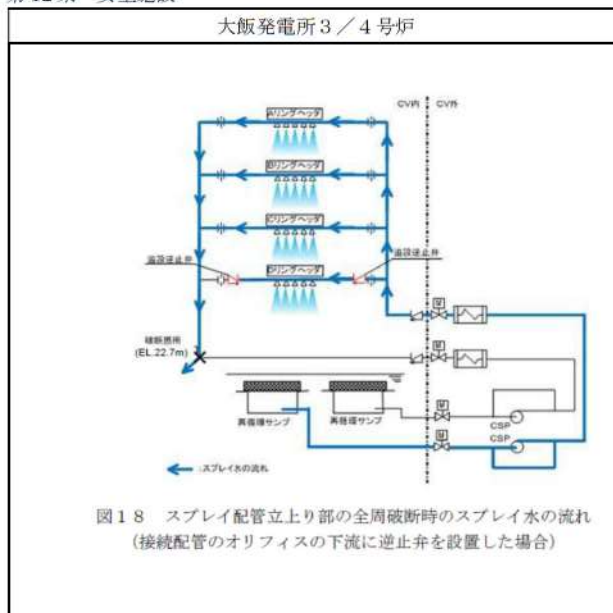 大飯発電所3／4号炉
CV内
CV外
Aリングヘッダ
Bリングヘッダ
Cリングヘッダ
追設逆止弁
追設逆止弁
Dリングヘッダ
M
破断箇所
(EL.22.7m)
M
再循環サンプ
再循環サンプ
M
CSP
M
CSP
:スプレイ水の流れ
図18 スプレイ配管立上り部の全周破断時のスプレイ水の流れ
（接続配管のオリフィスの下流に逆止弁を設置した場合）